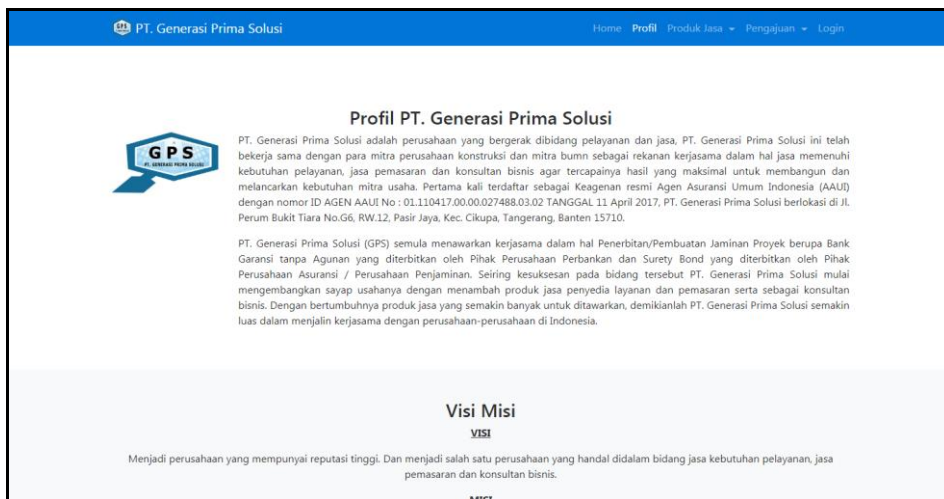 PT. Generasi Prima Solusi
Home Profil Produk Jasa Pengajuan Login
Profil PT. Generasi Prima Solusi
GPS
PT. GENERASI PRIMA SOLUSI
PT. Generasi Prima Solusi adalah perusahaan yang bergerak dibidang pelayanan dan jasa, PT. Generasi Prima Solusi ini telah
bekerja sama dengan para mitra perusahaan konstruksi dan mitra bumn sebagai rekanan kerjasama dalam hal jasa memenuhi
kebutuhan pelayanan, jasa pemasaran dan konsultan bisnis agar tercapainya hasil yang maksimal untuk membangun dan
melancarkan kebutuhan mitra usaha. Pertama kali terdaftar sebagai Keagenan resmi Agen Asuransi Umum Indonesia (AAUI)
dengan nomor ID AGEN AAUI No : 01.110417.00.00.027488.03.02 TANGGAL 11 April 2017, PT. Generasi Prima Solusi berlokasi di Jl.
Perum Bukit Tiara No.G6, RW.12, Pasir Jaya, Kec. Cikupa, Tangerang, Banten 15710.
PT. Generasi Prima Solusi (GPS) semula menawarkan kerjasama dalam hal Penerbitan/Pembuatan Jaminan Proyek berupa Bank
Garansi tanpa Agunan yang diterbitkan oleh Pihak Perusahaan Perbankan dan Surety Bond yang diterbitkan oleh Pihak
Perusahaan Asuransi / Perusahaan Penjaminan. Seiring kesuksesan pada bidang tersebut PT. Generasi Prima Solusi mulai
mengembangkan sayap usahanya dengan menambah produk jasa penyedia layanan dan pemasaran serta sebagai konsultan
bisnis. Dengan bertumbuhnya produk jasa yang semakin banyak untuk ditawarkan, demikianlah PT. Generasi Prima Solusi semakin
luas dalam menjalin kerjasama dengan perusahaan-perusahaan di Indonesia.
Visi Misi
VISI
Menjadi perusahaan yang mempunyai reputasi tinggi. Dan menjadi salah satu perusahaan yang handal didalam bidang jasa kebutuhan pelayanan, jasa
pemasaran dan konsultan bisnis.
MISI